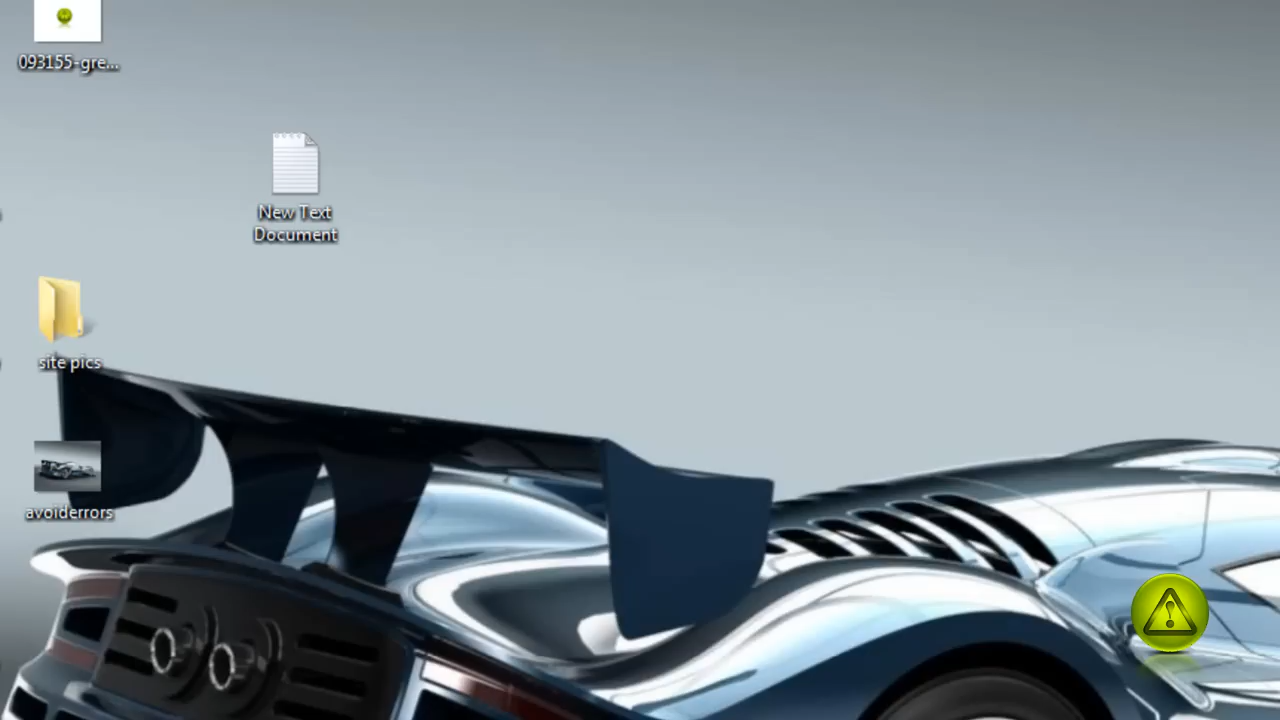 093155-gre...
New Text
Document
site pics
avoiderrors